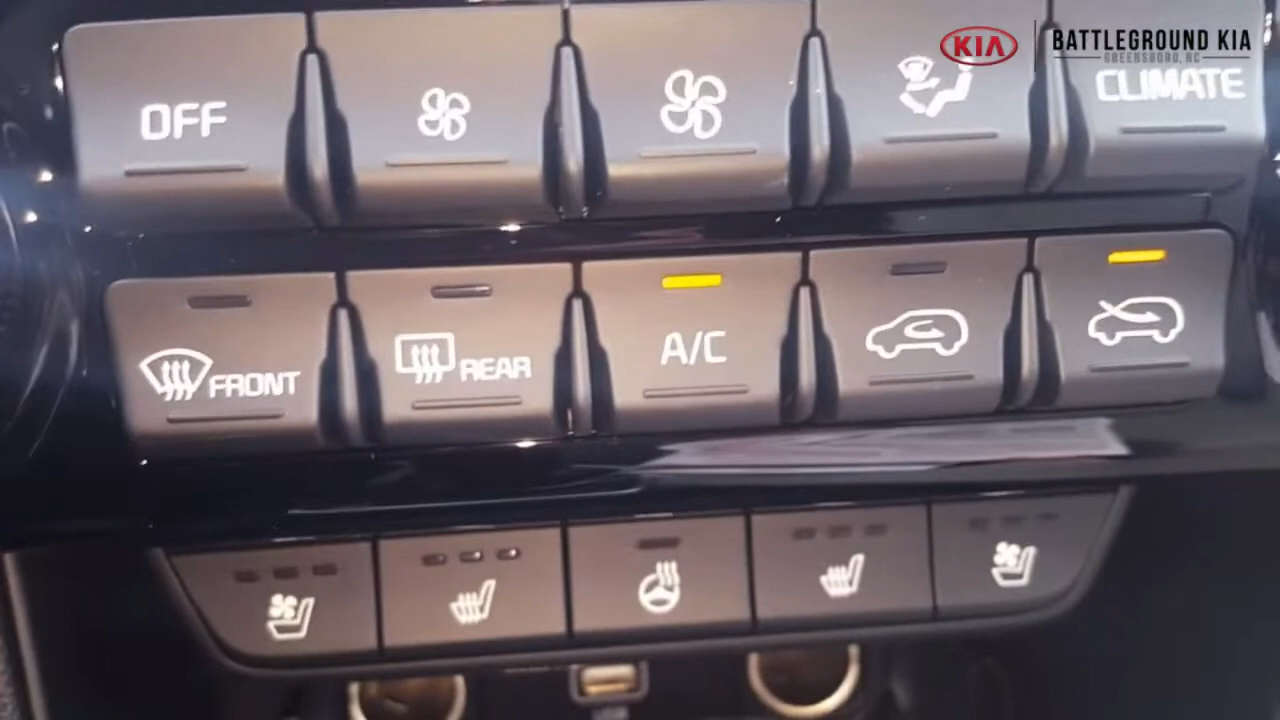 KIA
BATTLEGROUND KIA
GREENSBORO, NC
OFF
CLIMATE
FRONT
REAR
A/C